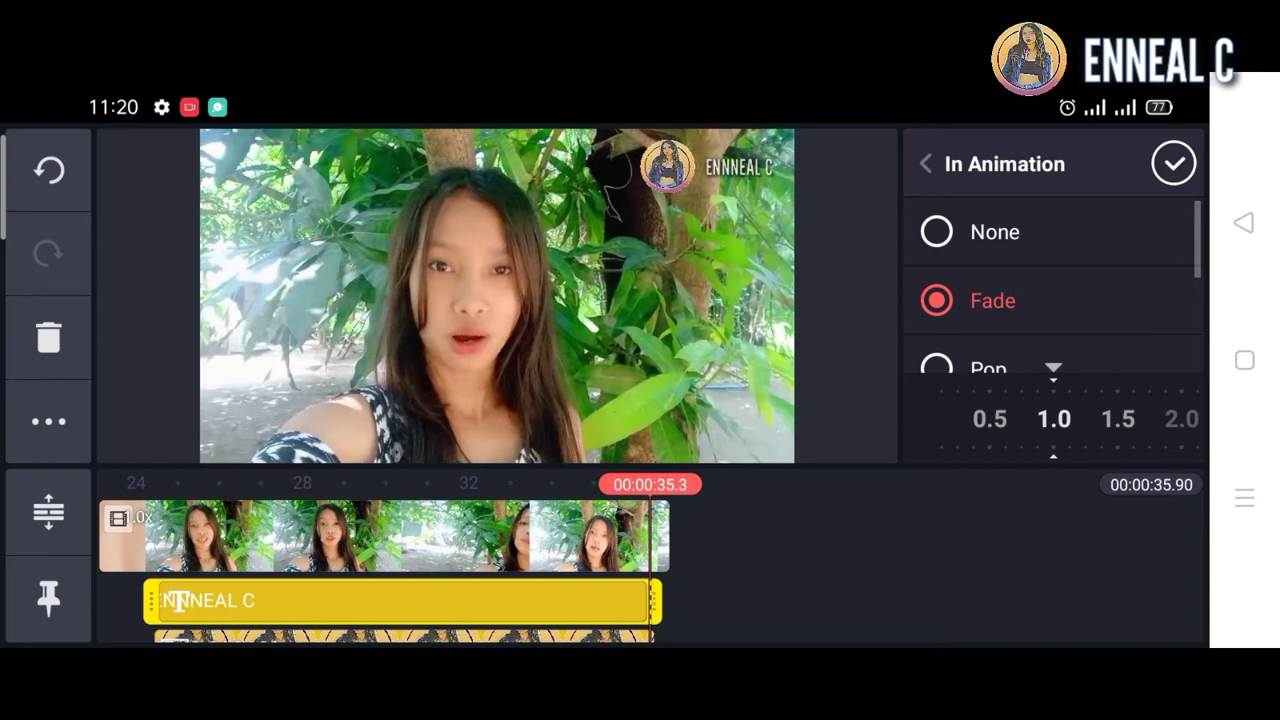 ENNEAL C
11:20
77
ENNNEAL C
In Animation
None
Fade
Pop
0.5 1.0 1.5 2.0
24 28 32
00:00:35.3
00:00:35.90
1.0x
NNEAL C